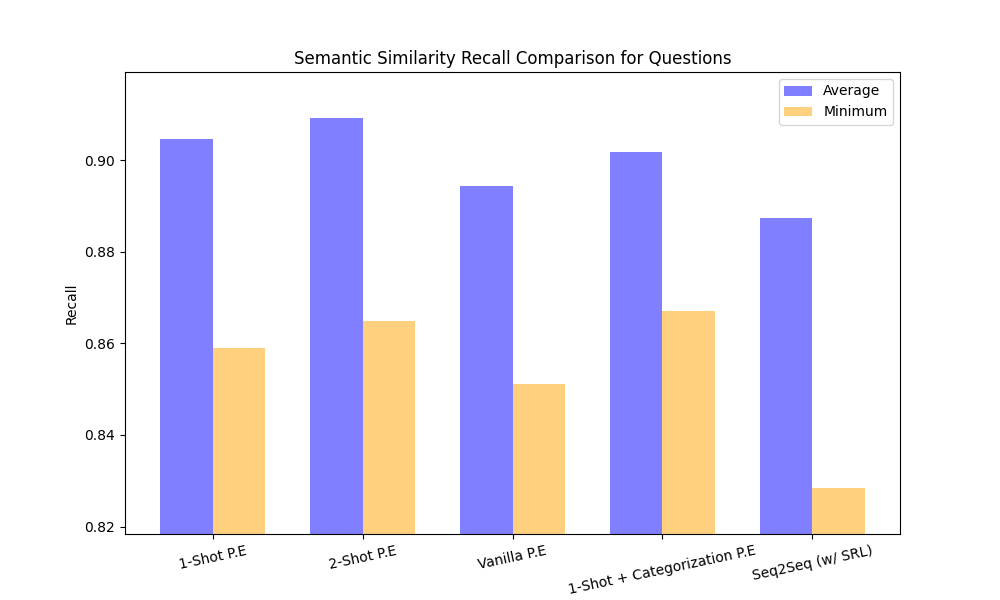 Semantic Similarity Recall Comparison for Questions
Average
Minimum
Recall
0.90
0.88
0.86
0.84
0.82
1-Shot P.E
2-Shot P.E
Vanilla P.E
1-Shot + Categorization P.E
Seq2Seq (w/ SRL)